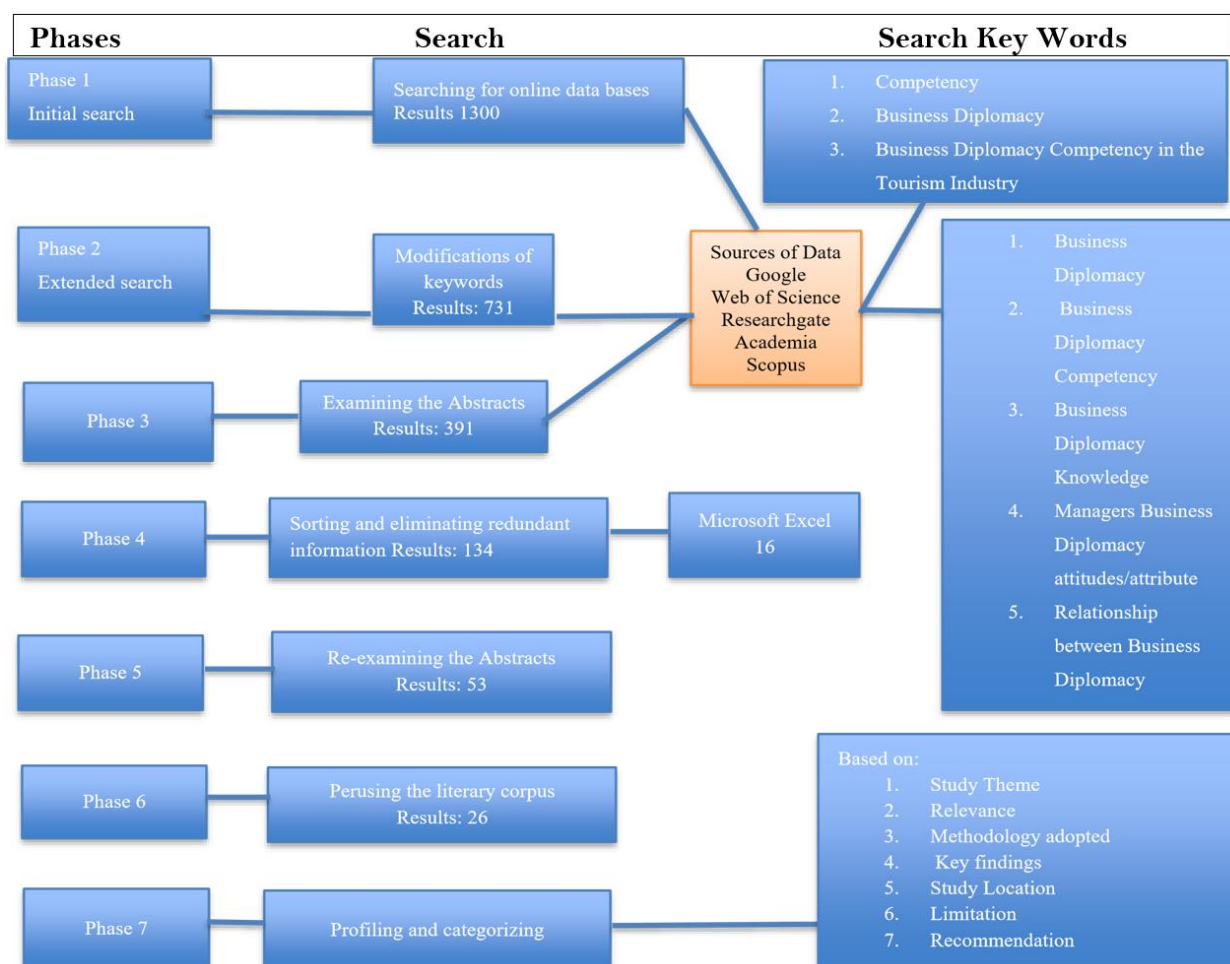 Phases Search Search Key Words
Phase 1
Initial search
Searching for online data bases
Results 1300
1. Competency
2. Business Diplomacy
3. Business Diplomacy Competency in the
Tourism Industry
Phase 2
Extended search
Modifications of
keywords
Results: 731
Sources of Data
Google
Web of Science
Researchgate
Academia
Scopus
1. Business
Diplomacy
2. Business
Diplomacy
Competency
3. Business
Diplomacy
Knowledge
4. Managers Business
Diplomacy
attitudes/attribute
5. Relationship
between Business
Diplomacy
Phase 3
Examining the Abstracts
Results: 391
Phase 4
Sorting and eliminating redundant
information Results: 134
Microsoft Excel
16
Phase 5
Re-examining the Abstracts
Results: 53
Phase 6
Perusing the literary corpus
Results: 26
Phase 7
Profiling and categorizing
Based on:
1. Study Theme
2. Relevance
3. Methodology adopted
4. Key findings
5. Study Location
6. Limitation
7. Recommendation